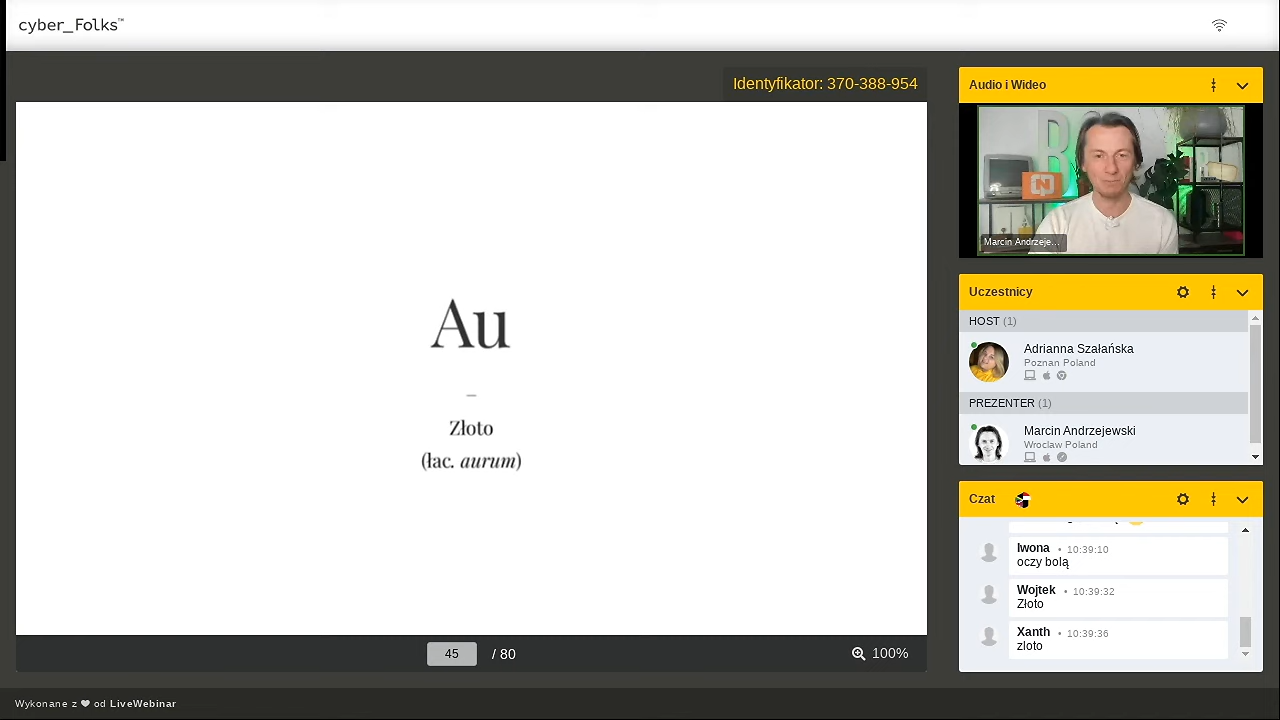 cyber_Folks™
Identyfikator: 370-388-954
Au
–
Złoto
(łac. aurum)
45 / 80
100%
Audio i Wideo
Marcin Andrzeje...
Uczestnicy
HOST (1)
Adrianna Szałańska
Poznan Poland
PREZENTER (1)
Marcin Andrzejewski
Wroclaw Poland
Czat
Iwona • 10:39:10
oczy bolą
Wojtek • 10:39:32
Złoto
Xanth • 10:39:36
zloto
Wykonane z ❤ od LiveWebinar